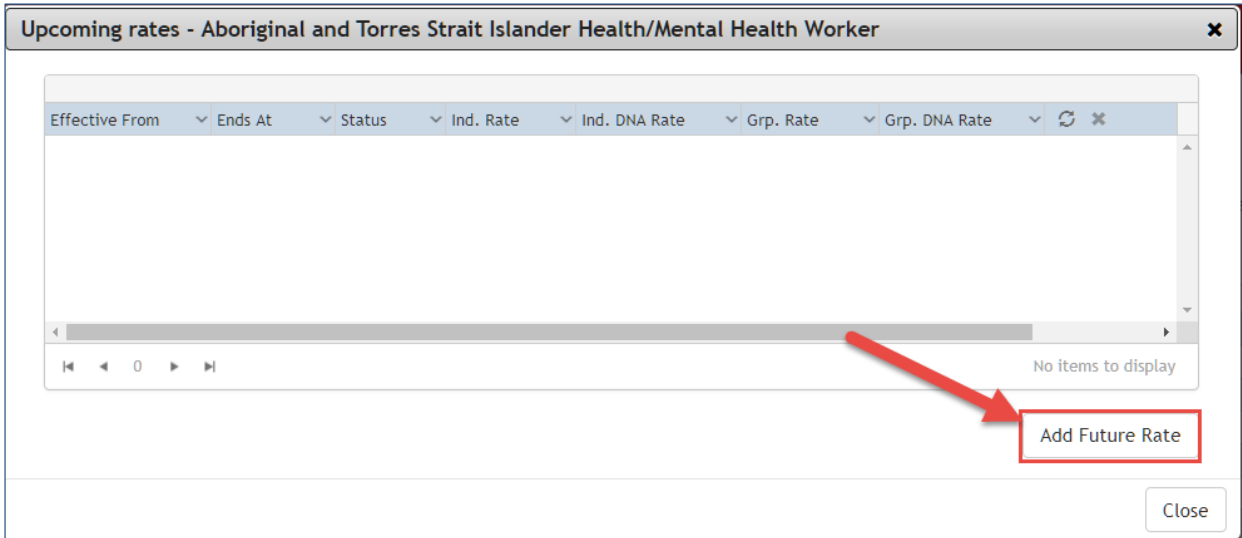 Upcoming rates - Aboriginal and Torres Strait Islander Health/Mental Health Worker
Effective From Ends At Status Ind. Rate Ind. DNA Rate Grp. Rate Grp. DNA Rate
0 No items to display
Add Future Rate
Close